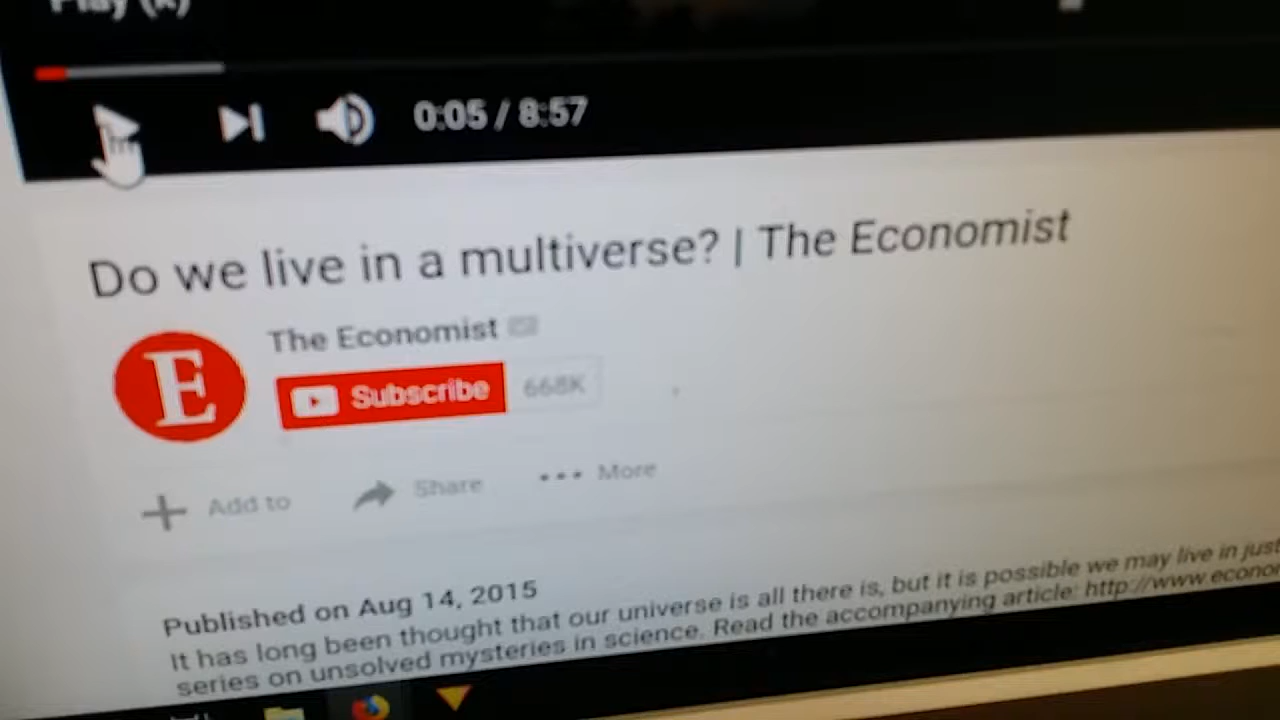 Play (k)
0:05 / 8:57
Do we live in a multiverse? | The Economist
E
The Economist
Subscribe 668K
Add to Share More
Published on Aug 14, 2015
It has long been thought that our universe is all there is, but it is possible we may live in just
series on unsolved mysteries in science. Read the accompanying article: http://www.econo